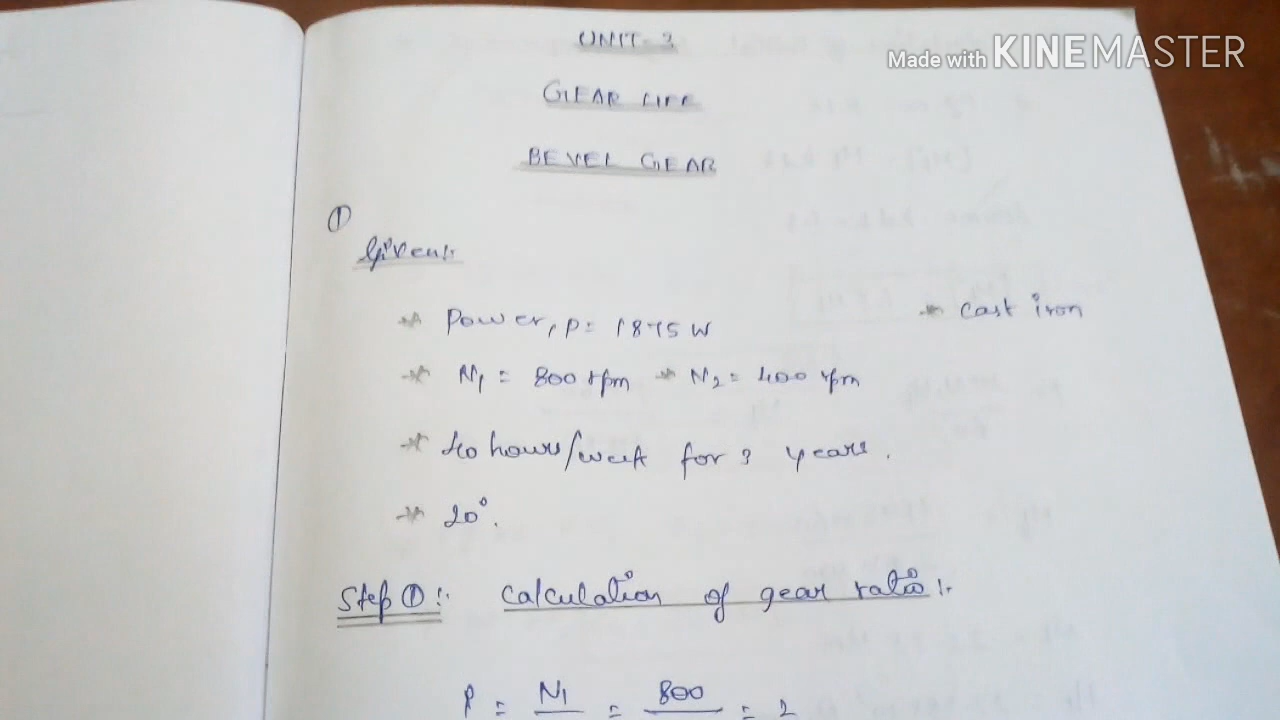 Made with KINEMASTER
UNIT-3
GEAR LIFE
BEVEL GEAR
①
Given:-
* Power, P = 1875 W * cast iron
* N₁ = 800 rpm * N₂ = 400 rpm
* 40 hours/week for 3 years.
* 20°.
Step ①:- Calculation of gear ratio:-
i = N₁ = 800 = 2